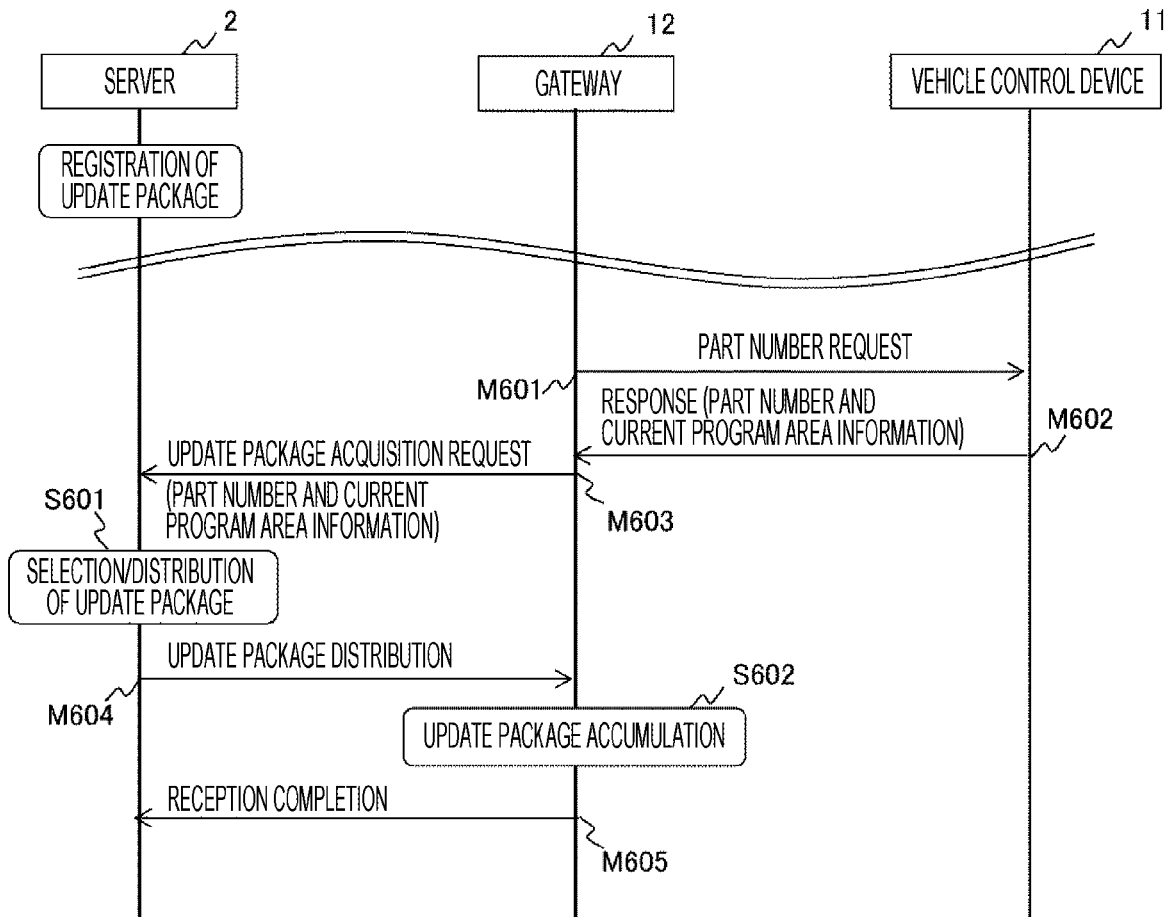 2
12
11
SERVER
GATEWAY
VEHICLE CONTROL DEVICE
REGISTRATION OF
UPDATE PACKAGE
PART NUMBER REQUEST
M601
RESPONSE (PART NUMBER AND
CURRENT PROGRAM AREA INFORMATION)
M602
UPDATE PACKAGE ACQUISITION REQUEST
(PART NUMBER AND CURRENT
PROGRAM AREA INFORMATION)
M603
S601
SELECTION/DISTRIBUTION
OF UPDATE PACKAGE
UPDATE PACKAGE DISTRIBUTION
M604
S602
UPDATE PACKAGE ACCUMULATION
RECEPTION COMPLETION
M605